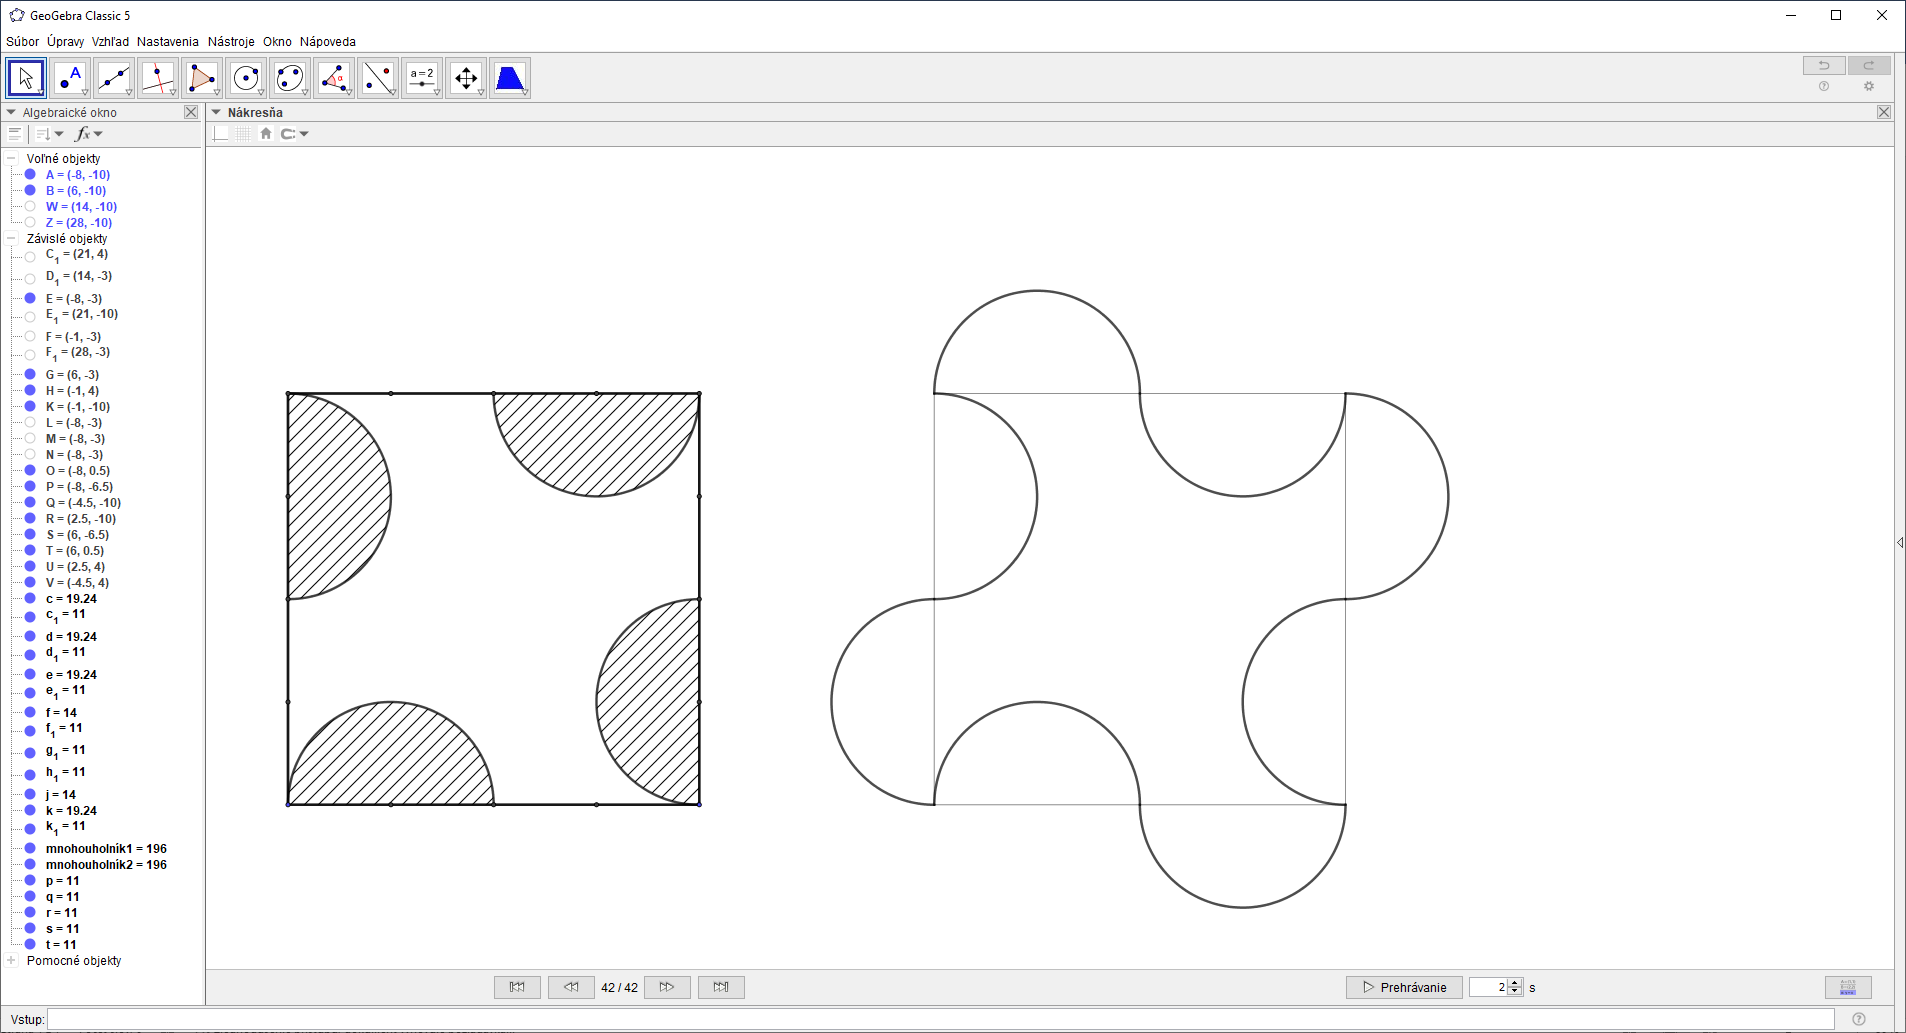 GeoGebra Classic 5
Súbor Úpravy Vzhľad Nastavenia Nástroje Okno Nápoveda
A
α
a = 2
Algebraické okno
Nákresňa
fx
Voľné objekty
A = (-8, -10)
B = (6, -10)
W = (14, -10)
Z = (28, -10)
Závislé objekty
C1 = (21, 4)
D1 = (14, -3)
E = (-8, -3)
E1 = (21, -10)
F = (-1, -3)
F1 = (28, -3)
G = (6, -3)
H = (-1, 4)
K = (-1, -10)
L = (-8, -3)
M = (-8, -3)
N = (-8, -3)
O = (-8, 0.5)
P = (-8, -6.5)
Q = (-4.5, -10)
R = (2.5, -10)
S = (6, -6.5)
T = (6, 0.5)
U = (2.5, 4)
V = (-4.5, 4)
c = 19.24
c1 = 11
d = 19.24
d1 = 11
e = 19.24
e1 = 11
f = 14
f1 = 11
g1 = 11
h1 = 11
j = 14
k = 19.24
k1 = 11
mnohouholník1 = 196
mnohouholník2 = 196
p = 11
q = 11
r = 11
s = 11
t = 11
Pomocné objekty
42 / 42
Prehrávanie 2 s
Vstup: